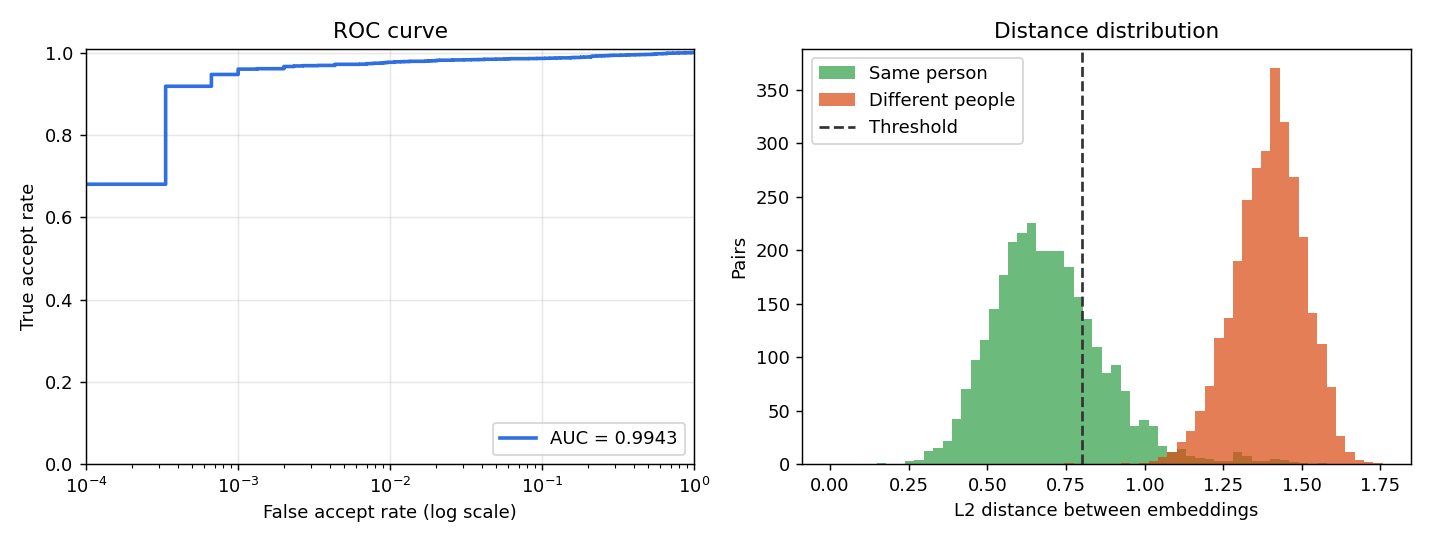 ROC curve
1.0
0.8
0.6
0.4
0.2
0.0
True accept rate
AUC = 0.9943
10⁻⁴ 10⁻³ 10⁻² 10⁻¹ 10⁰
False accept rate (log scale)
Distance distribution
Same person
Different people
Threshold
350
300
250
200
150
100
50
0
Pairs
0.00 0.25 0.50 0.75 1.00 1.25 1.50 1.75
L2 distance between embeddings